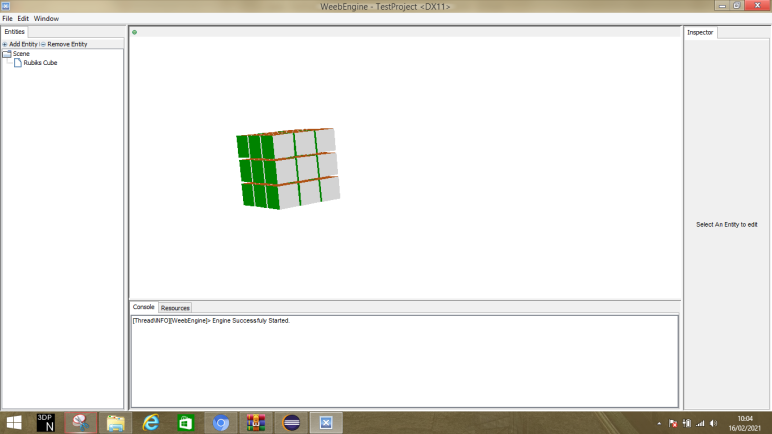 WeebEngine - TestProject <DX11>
File Edit Window
Entities
Add Entity Remove Entity
Scene
Rubiks Cube
Inspector
Select An Entity to edit
Console Resources
[Thread\INFO][WeebEngine]> Engine Successfuly Started.
3DP
N
10:04
16/02/2021